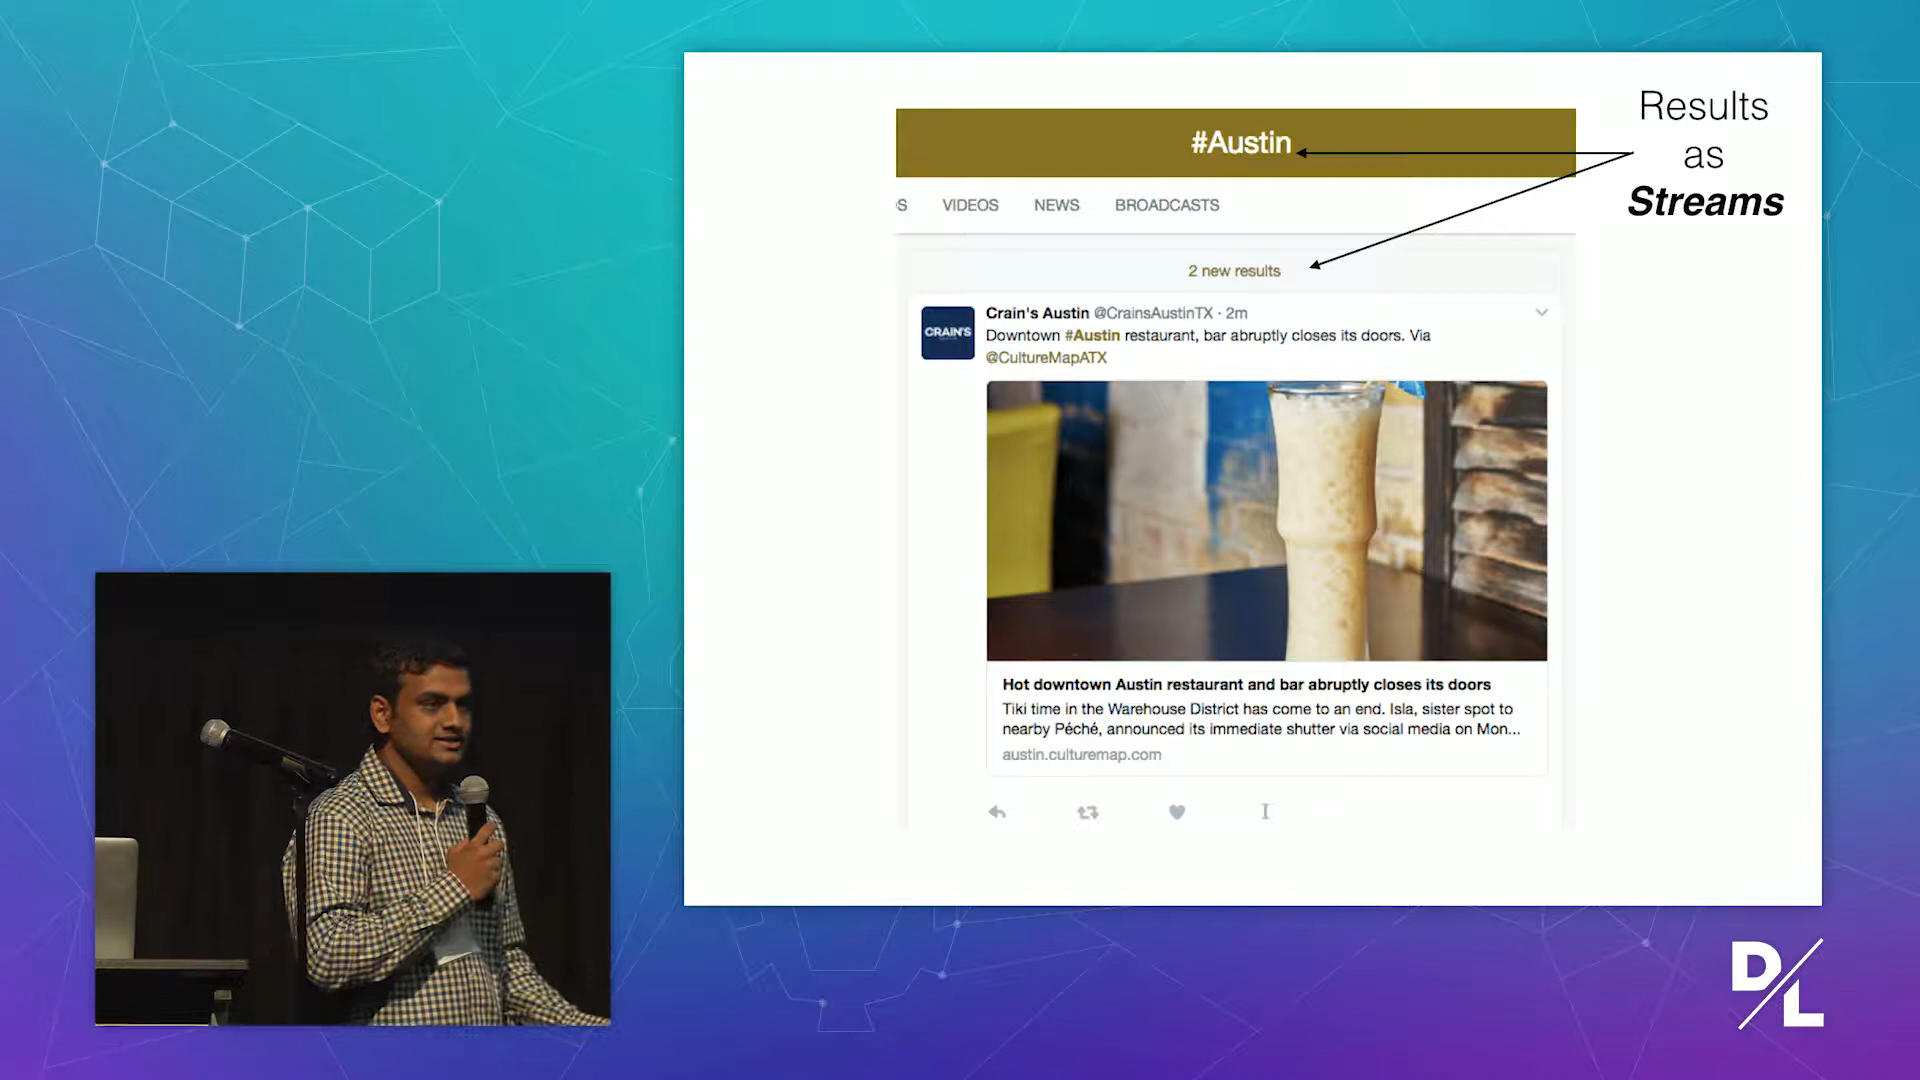 #Austin
Results
as
Streams
VIDEOS NEWS BROADCASTS
2 new results
Crain's Austin @CrainsAustinTX · 2m
CRAIN'S
Downtown #Austin restaurant, bar abruptly closes its doors. Via
@CultureMapATX
Hot downtown Austin restaurant and bar abruptly closes its doors
Tiki time in the Warehouse District has come to an end. Isla, sister spot to
nearby Péché, announced its immediate shutter via social media on Mon...
austin.culturemap.com
D/L